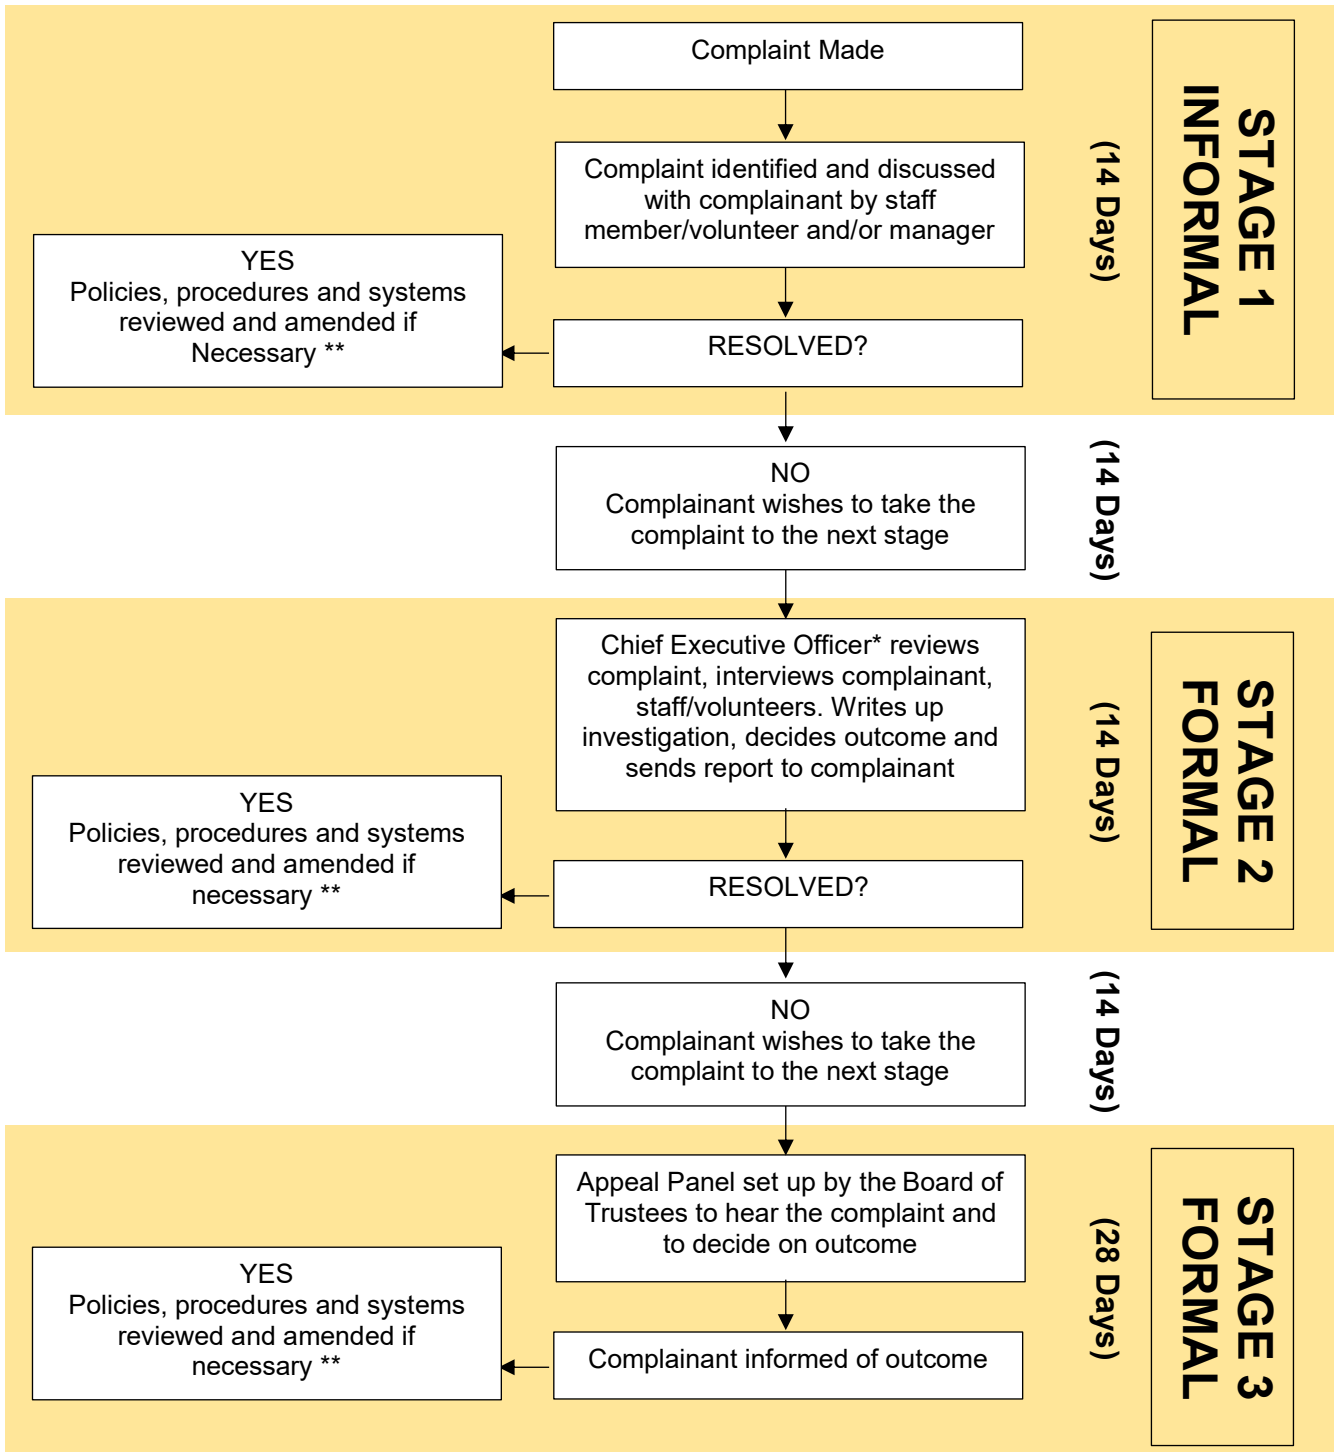 Complaint Made
Complaint identified and discussed
with complainant by staff
member/volunteer and/or manager
(14 Days)
STAGE 1
INFORMAL
YES
Policies, procedures and systems
reviewed and amended if
Necessary **
RESOLVED?
NO
Complainant wishes to take the
complaint to the next stage
(14 Days)
Chief Executive Officer* reviews
complaint, interviews complainant,
staff/volunteers. Writes up
investigation, decides outcome and
sends report to complainant
(14 Days)
STAGE 2
FORMAL
YES
Policies, procedures and systems
reviewed and amended if
necessary **
RESOLVED?
NO
Complainant wishes to take the
complaint to the next stage
(14 Days)
Appeal Panel set up by the Board of
Trustees to hear the complaint and
to decide on outcome
(28 Days)
STAGE 3
FORMAL
YES
Policies, procedures and systems
reviewed and amended if
necessary **
Complainant informed of outcome